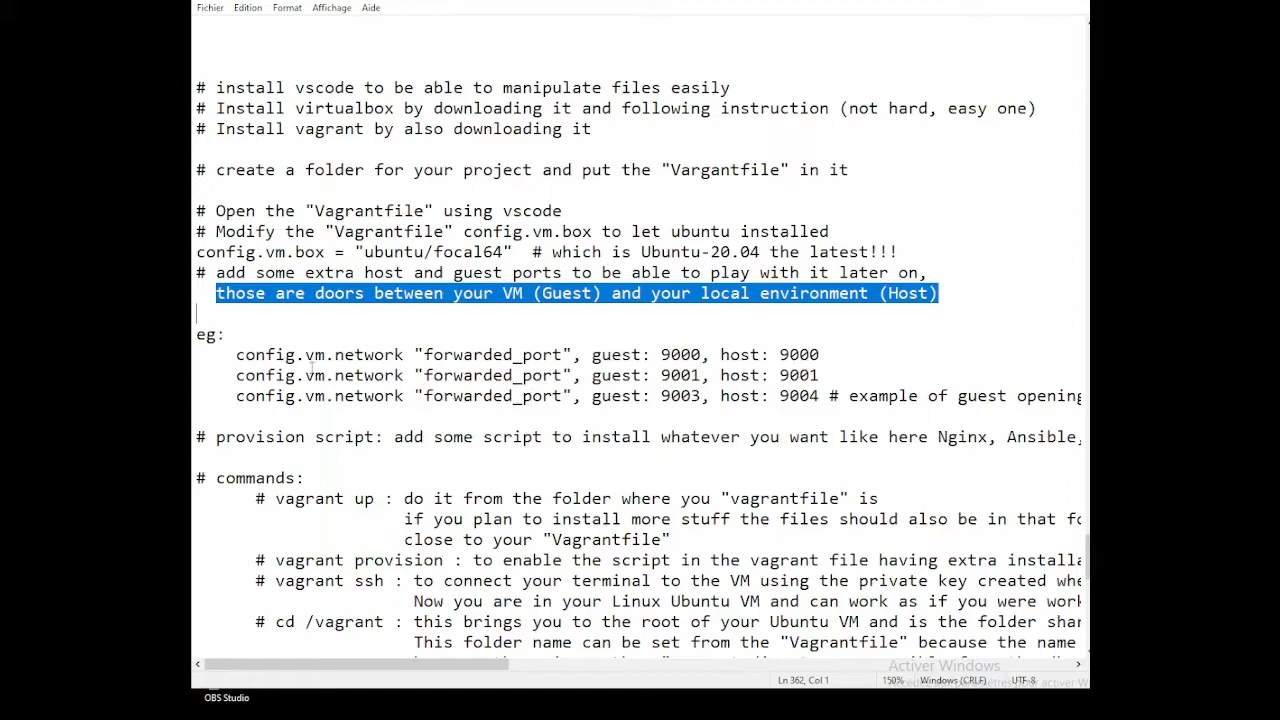 Fichier Edition Format Affichage Aide
# install vscode to be able to manipulate files easily
# Install virtualbox by downloading it and following instruction (not hard, easy one)
# Install vagrant by also downloading it
# create a folder for your project and put the "Vargantfile" in it
# Open the "Vagrantfile" using vscode
# Modify the "Vagrantfile" config.vm.box to let ubuntu installed
config.vm.box = "ubuntu/focal64" # which is Ubuntu-20.04 the latest!!!
# add some extra host and guest ports to be able to play with it later on,
those are doors between your VM (Guest) and your local environment (Host)
eg:
config.vm.network "forwarded_port", guest: 9000, host: 9000
config.vm.network "forwarded_port", guest: 9001, host: 9001
config.vm.network "forwarded_port", guest: 9003, host: 9004 # example of guest opening
# provision script: add some script to install whatever you want like here Nginx, Ansible,
# commands:
# vagrant up : do it from the folder where you "vagrantfile" is
if you plan to install more stuff the files should also be in that fo
close to your "Vagrantfile"
# vagrant provision : to enable the script in the vagrant file having extra installa
# vagrant ssh : to connect your terminal to the VM using the private key created whe
Now you are in your Linux Ubuntu VM and can work as if you were work
# cd /vagrant : this brings you to the root of your Ubuntu VM and is the folder shar
This folder name can be set from the "Vagrantfile" because the name
Activer Windows
Ln 362, Col 1 150% Windows (CRLF) UTF-8
OBS Studio